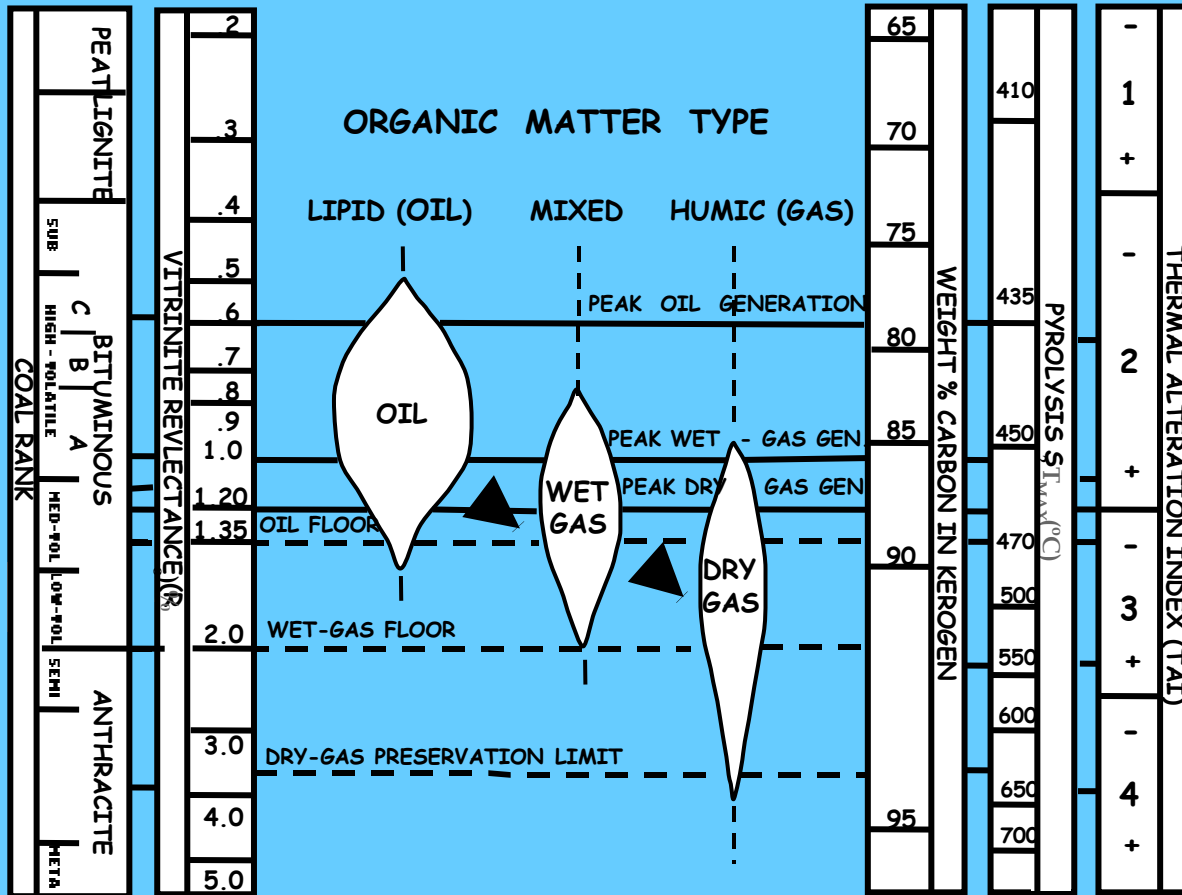 COAL RANK
PEAT
LIGNITE
SUB
HIGH-VOLATILE
C
B
A
BITUMINOUS
MED-VOL
LOW-VOL
SEMI
ANTHRACITE
META
VITRINITE REVLECTANCE)(R
.2
.3
.4
.5
.6
.7
.8
.9
1.0
1.20
1.35
2.0
3.0
4.0
5.0
ORGANIC MATTER TYPE
LIPID (OIL)
MIXED
HUMIC (GAS)
PEAK OIL GENERATION
OIL
PEAK WET - GAS GEN.
WET
GAS
PEAK DRY GAS GEN
OIL FLOOR
DRY
GAS
WET-GAS FLOOR
DRY-GAS PRESERVATION LIMIT
65
70
75
80
85
90
95
WEIGHT % CARBON IN KEROGEN
410
435
450
470
500
550
600
650
700
PYROLYSIS S
,TMAX(°C)
-
1
+
-
2
+
-
3
+
-
4
+
THERMAL ALTERATION INDEX (TAI)